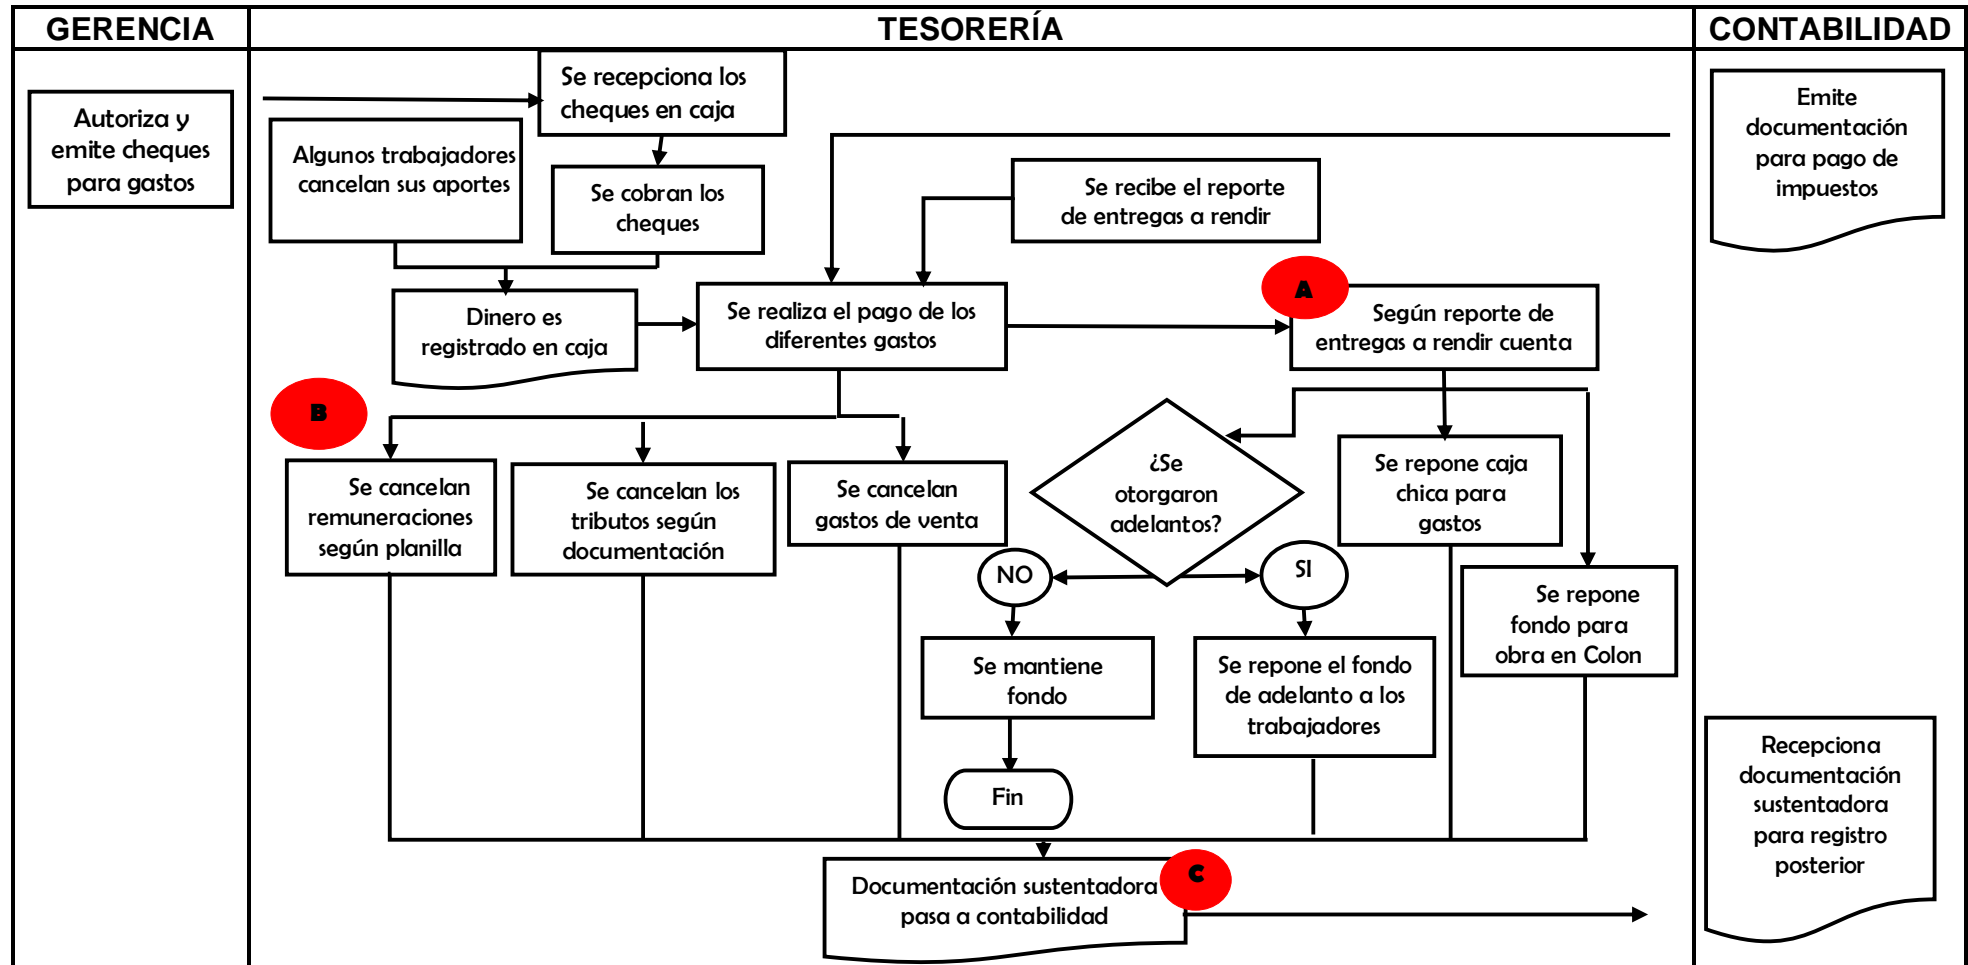 GERENCIA
TESORERÍA
CONTABILIDAD
Autoriza y
emite cheques
para gastos
Se recepciona los
cheques en caja
Algunos trabajadores
cancelan sus aportes
Se cobran los
cheques
Se recibe el reporte
de entregas a rendir
Emite
documentación
para pago de
impuestos
Dinero es
registrado en caja
Se realiza el pago de los
diferentes gastos
A
Según reporte de
entregas a rendir cuenta
B
Se cancelan
remuneraciones
según planilla
Se cancelan los
tributos según
documentación
Se cancelan
gastos de venta
¿Se
otorgaron
adelantos?
Se repone caja
chica para
gastos
NO
SI
Se repone
fondo para
obra en Colon
Se mantiene
fondo
Se repone el fondo
de adelanto a los
trabajadores
Fin
Recepciona
documentación
sustentadora
para registro
posterior
C
Documentación sustentadora
pasa a contabilidad